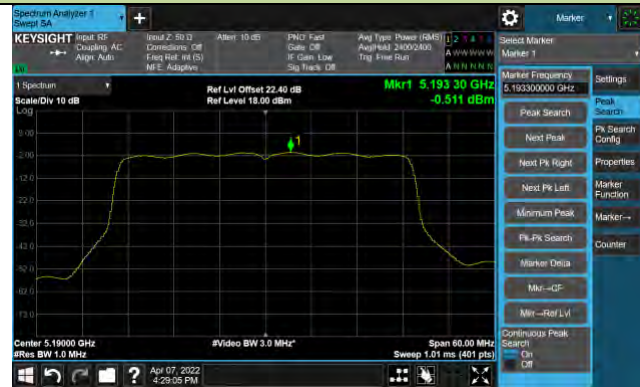 Spectrum Analyzer 1
Swept SA
Marker
KEYSIGHT
Input: RF
Coupling: AC
Align: Auto
Input Z: 50 Ω
Corrections: Off
Freq Ref: Int (S)
NFE: Adaptive
Atten: 10 dB
PNO: Fast
Gate: Off
IF Gain: Low
Sig Track: Off
Avg Type: Power (RMS)
Avg|Hold: 2400/2400
Trig: Free Run
1 2 3 4 5 6
A W W W W W
A N N N N N
Select Marker
Marker 1
1 Spectrum
Scale/Div 10 dB
Log
Ref Lvl Offset 22.40 dB
Ref Level 18.00 dBm
Mkr1 5.193 30 GHz
-0.511 dBm
1
8.00
-2.00
-12.0
-22.0
-32.0
-42.0
-52.0
-62.0
-72.0
Center 5.19000 GHz
#Res BW 1.0 MHz
#Video BW 3.0 MHz*
Span 60.00 MHz
Sweep 1.01 ms (401 pts)
Marker Frequency
5.193300000 GHz
Peak Search
Next Peak
Next Pk Right
Next Pk Left
Minimum Peak
Pk-Pk Search
Marker Delta
Mkr→CF
Mkr→Ref Lvl
Continuous Peak
Search
On
Off
Settings
Peak
Search
Pk Search
Config
Properties
Marker
Function
Marker→
Counter
Apr 07, 2022
4:29:05 PM